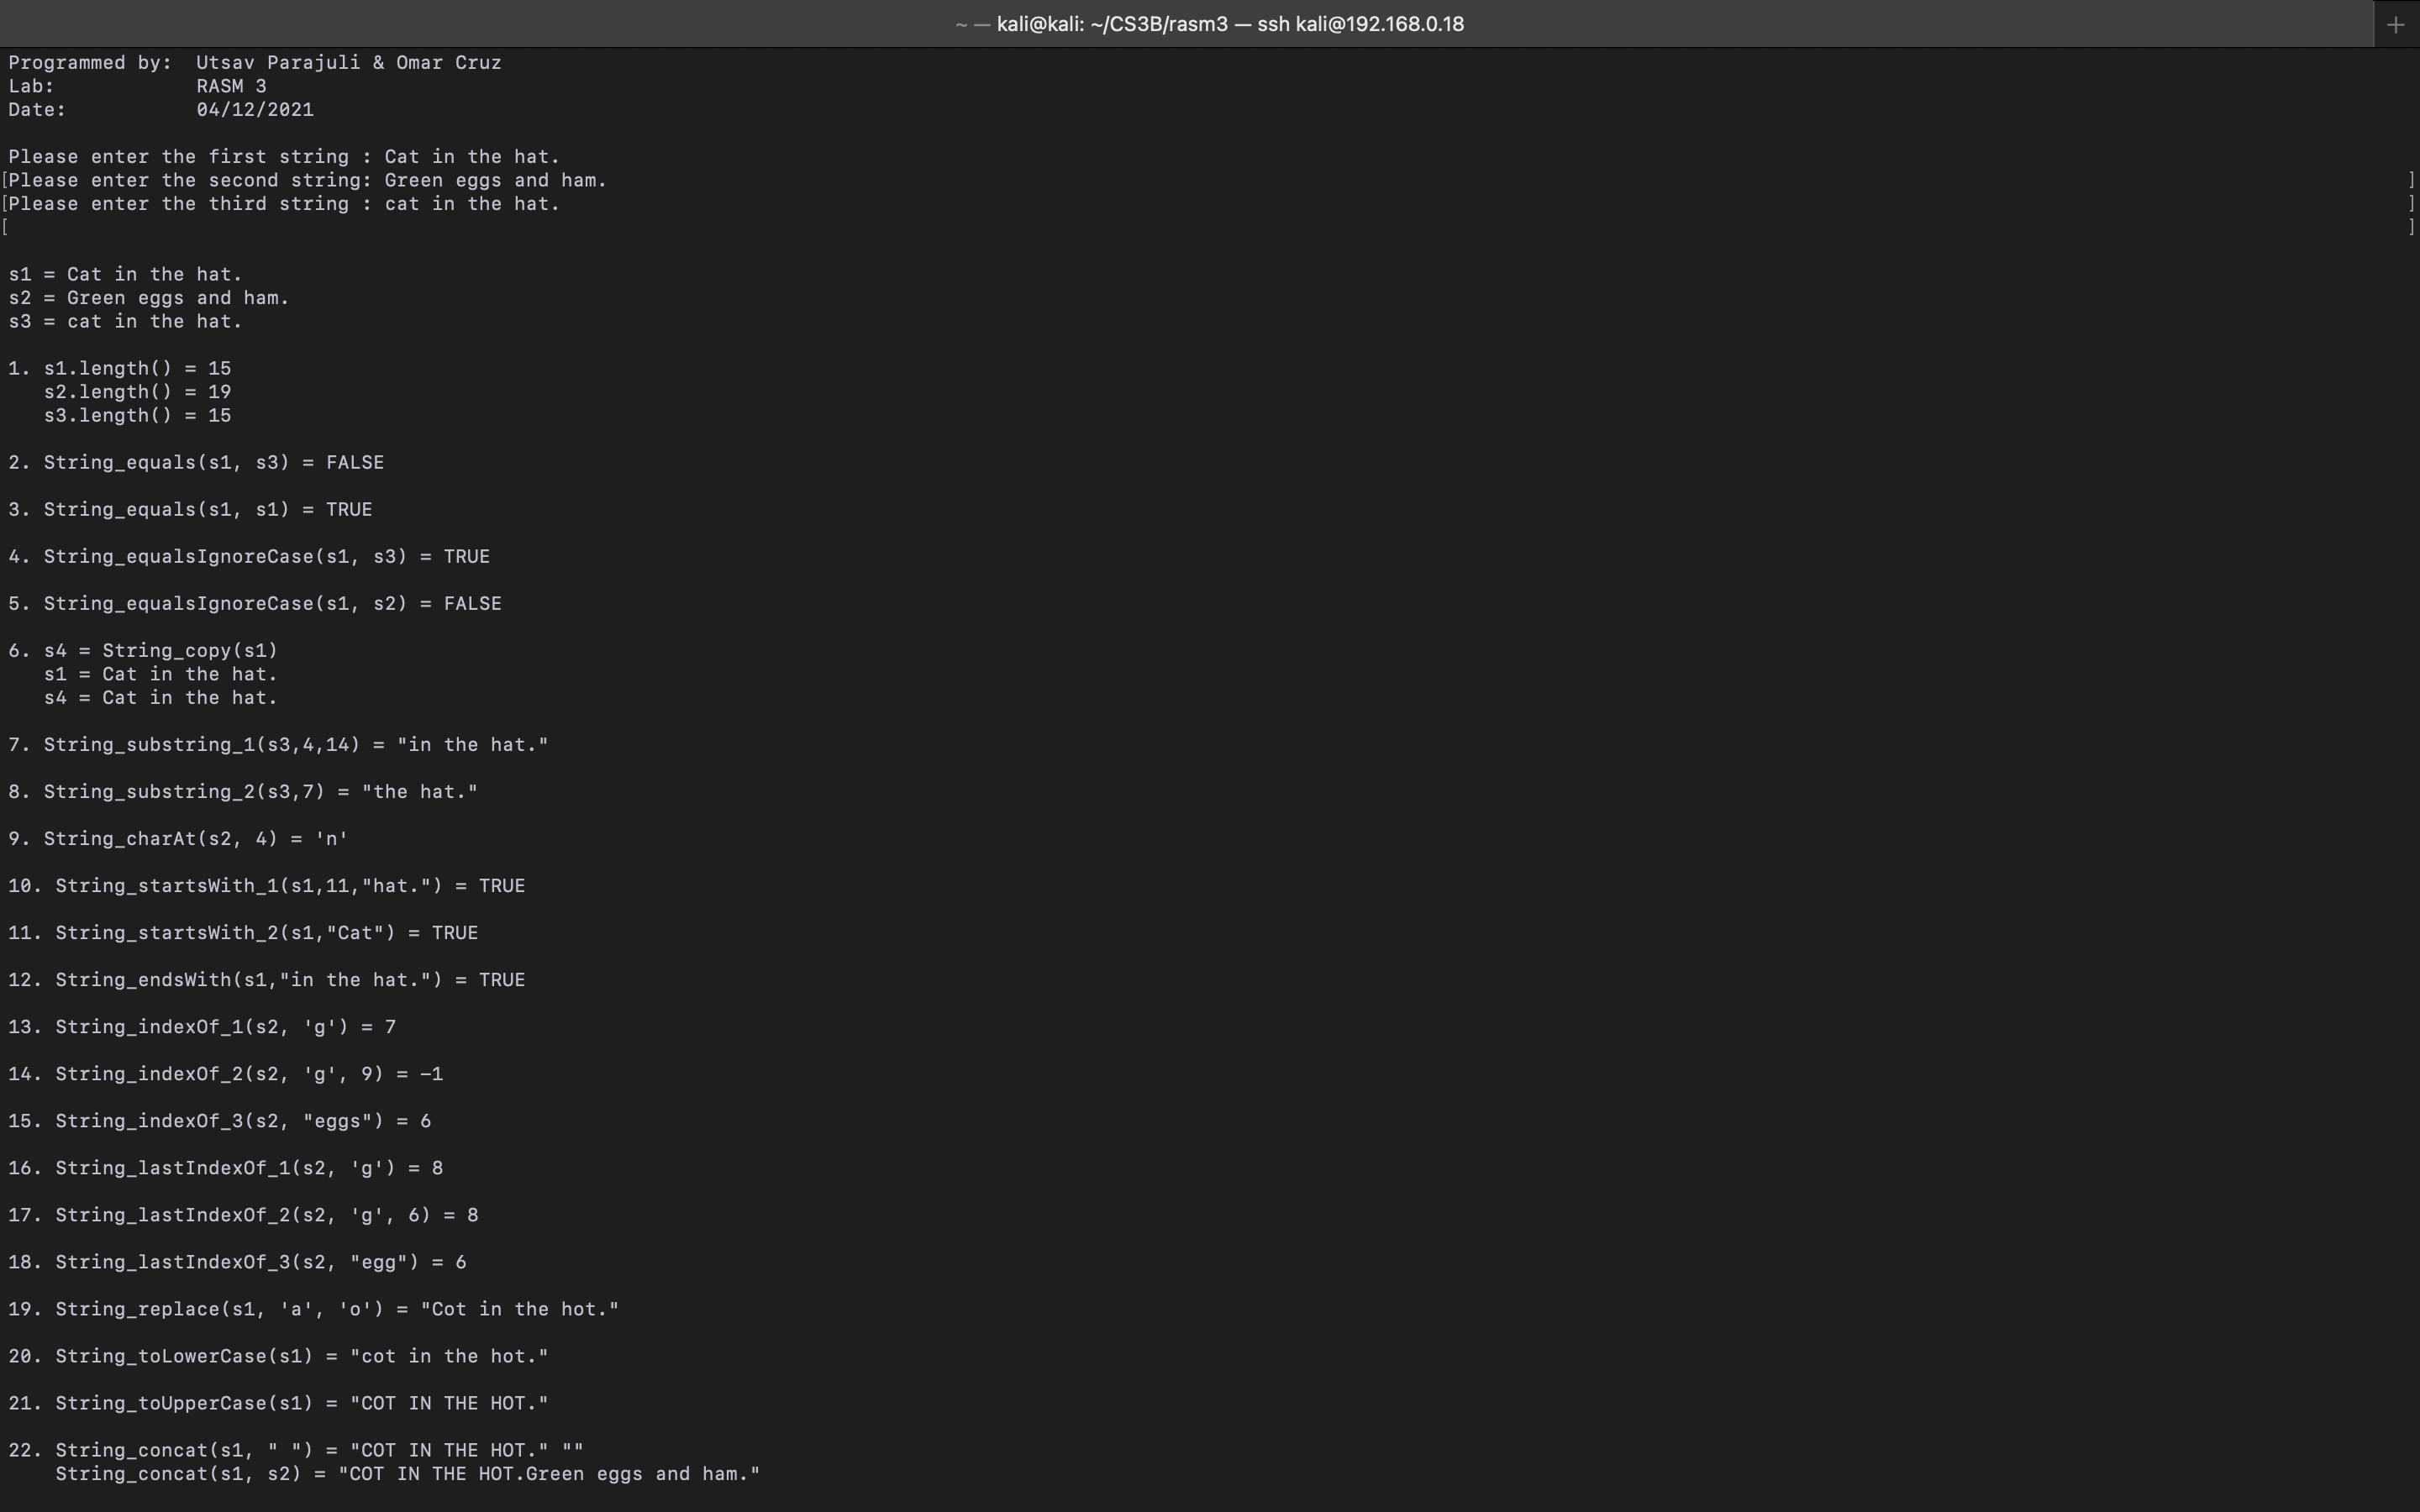 ~ — kali@kali: ~/CS3B/rasm3 — ssh kali@192.168.0.18
+
Programmed by:  Utsav Parajuli & Omar Cruz
Lab:            RASM 3
Date:           04/12/2021
Please enter the first string : Cat in the hat.
[Please enter the second string: Green eggs and ham. ]
[Please enter the third string : cat in the hat. ]
[ ]
s1 = Cat in the hat.
s2 = Green eggs and ham.
s3 = cat in the hat.
1. s1.length() = 15
   s2.length() = 19
   s3.length() = 15
2. String_equals(s1, s3) = FALSE
3. String_equals(s1, s1) = TRUE
4. String_equalsIgnoreCase(s1, s3) = TRUE
5. String_equalsIgnoreCase(s1, s2) = FALSE
6. s4 = String_copy(s1)
   s1 = Cat in the hat.
   s4 = Cat in the hat.
7. String_substring_1(s3,4,14) = "in the hat."
8. String_substring_2(s3,7) = "the hat."
9. String_charAt(s2, 4) = 'n'
10. String_startsWith_1(s1,11,"hat.") = TRUE
11. String_startsWith_2(s1,"Cat") = TRUE
12. String_endsWith(s1,"in the hat.") = TRUE
13. String_indexOf_1(s2, 'g') = 7
14. String_indexOf_2(s2, 'g', 9) = -1
15. String_indexOf_3(s2, "eggs") = 6
16. String_lastIndexOf_1(s2, 'g') = 8
17. String_lastIndexOf_2(s2, 'g', 6) = 8
18. String_lastIndexOf_3(s2, "egg") = 6
19. String_replace(s1, 'a', 'o') = "Cot in the hot."
20. String_toLowerCase(s1) = "cot in the hot."
21. String_toUpperCase(s1) = "COT IN THE HOT."
22. String_concat(s1, " ") = "COT IN THE HOT." ""
    String_concat(s1, s2) = "COT IN THE HOT.Green eggs and ham."